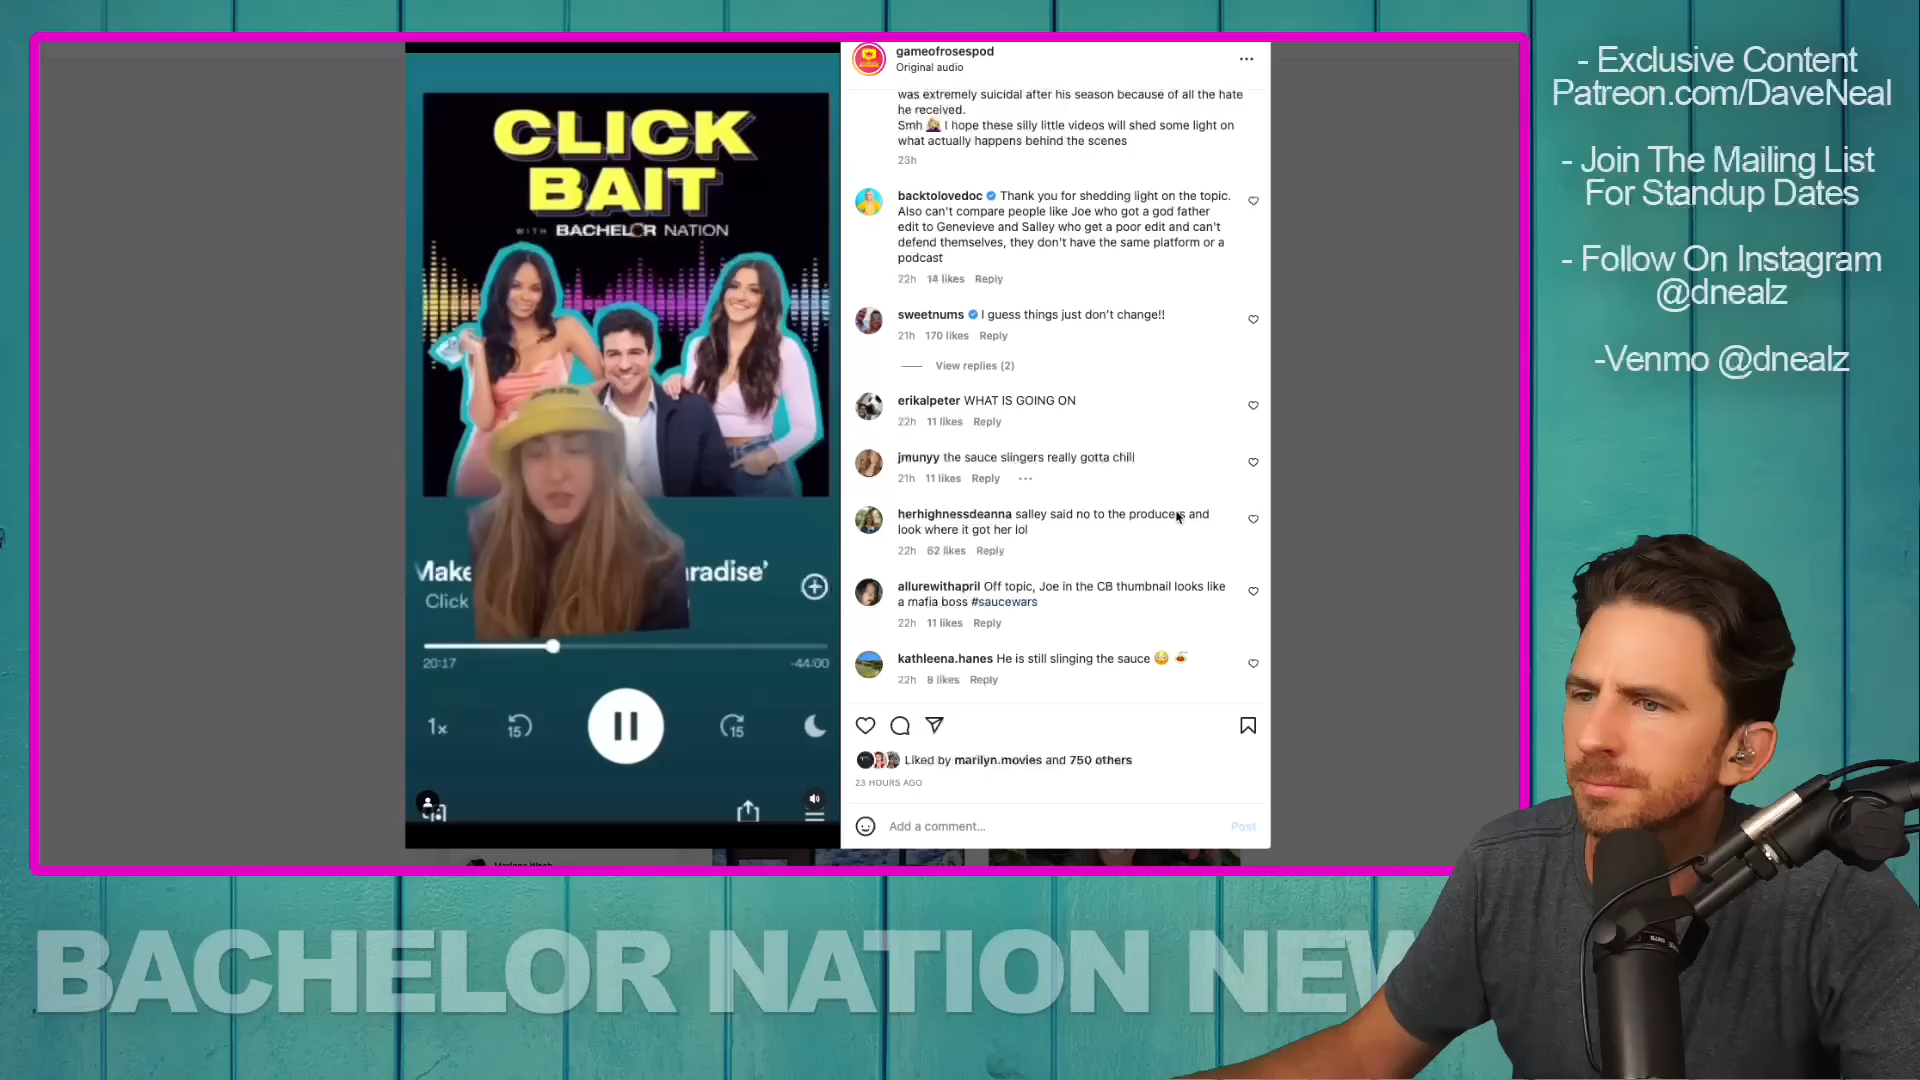 gameofrosespod
Original audio
was extremely suicidal after his season because of all the hate
he received.
Smh 🤦🏼‍♀️ I hope these silly little videos will shed some light on
what actually happens behind the scenes
23h
backtolovedoc Thank you for shedding light on the topic.
Also can't compare people like Joe who got a god father
edit to Genevieve and Salley who get a poor edit and can't
defend themselves, they don't have the same platform or a
podcast
22h 14 likes Reply
sweetnums I guess things just don't change!!
21h 170 likes Reply
View replies (2)
erikalpeter WHAT IS GOING ON
22h 11 likes Reply
jmunyy the sauce slingers really gotta chill
21h 11 likes Reply
herhighnessdeanna salley said no to the producers and
look where it got her lol
22h 62 likes Reply
allurewithapril Off topic, Joe in the CB thumbnail looks like
a mafia boss #saucewars
22h 11 likes Reply
kathleena.hanes He is still slinging the sauce 😳 🍝
22h 8 likes Reply
Liked by marilyn.movies and 750 others
23 HOURS AGO
Add a comment...
Post
CLICK
BAIT
WITH BACHELOR NATION
Make radise’
Click
20:17 -44:00
1x 15 15
- Exclusive Content
Patreon.com/DaveNeal
- Join The Mailing List
For Standup Dates
- Follow On Instagram
@dnealz
-Venmo @dnealz
BACHELOR NATION NEW